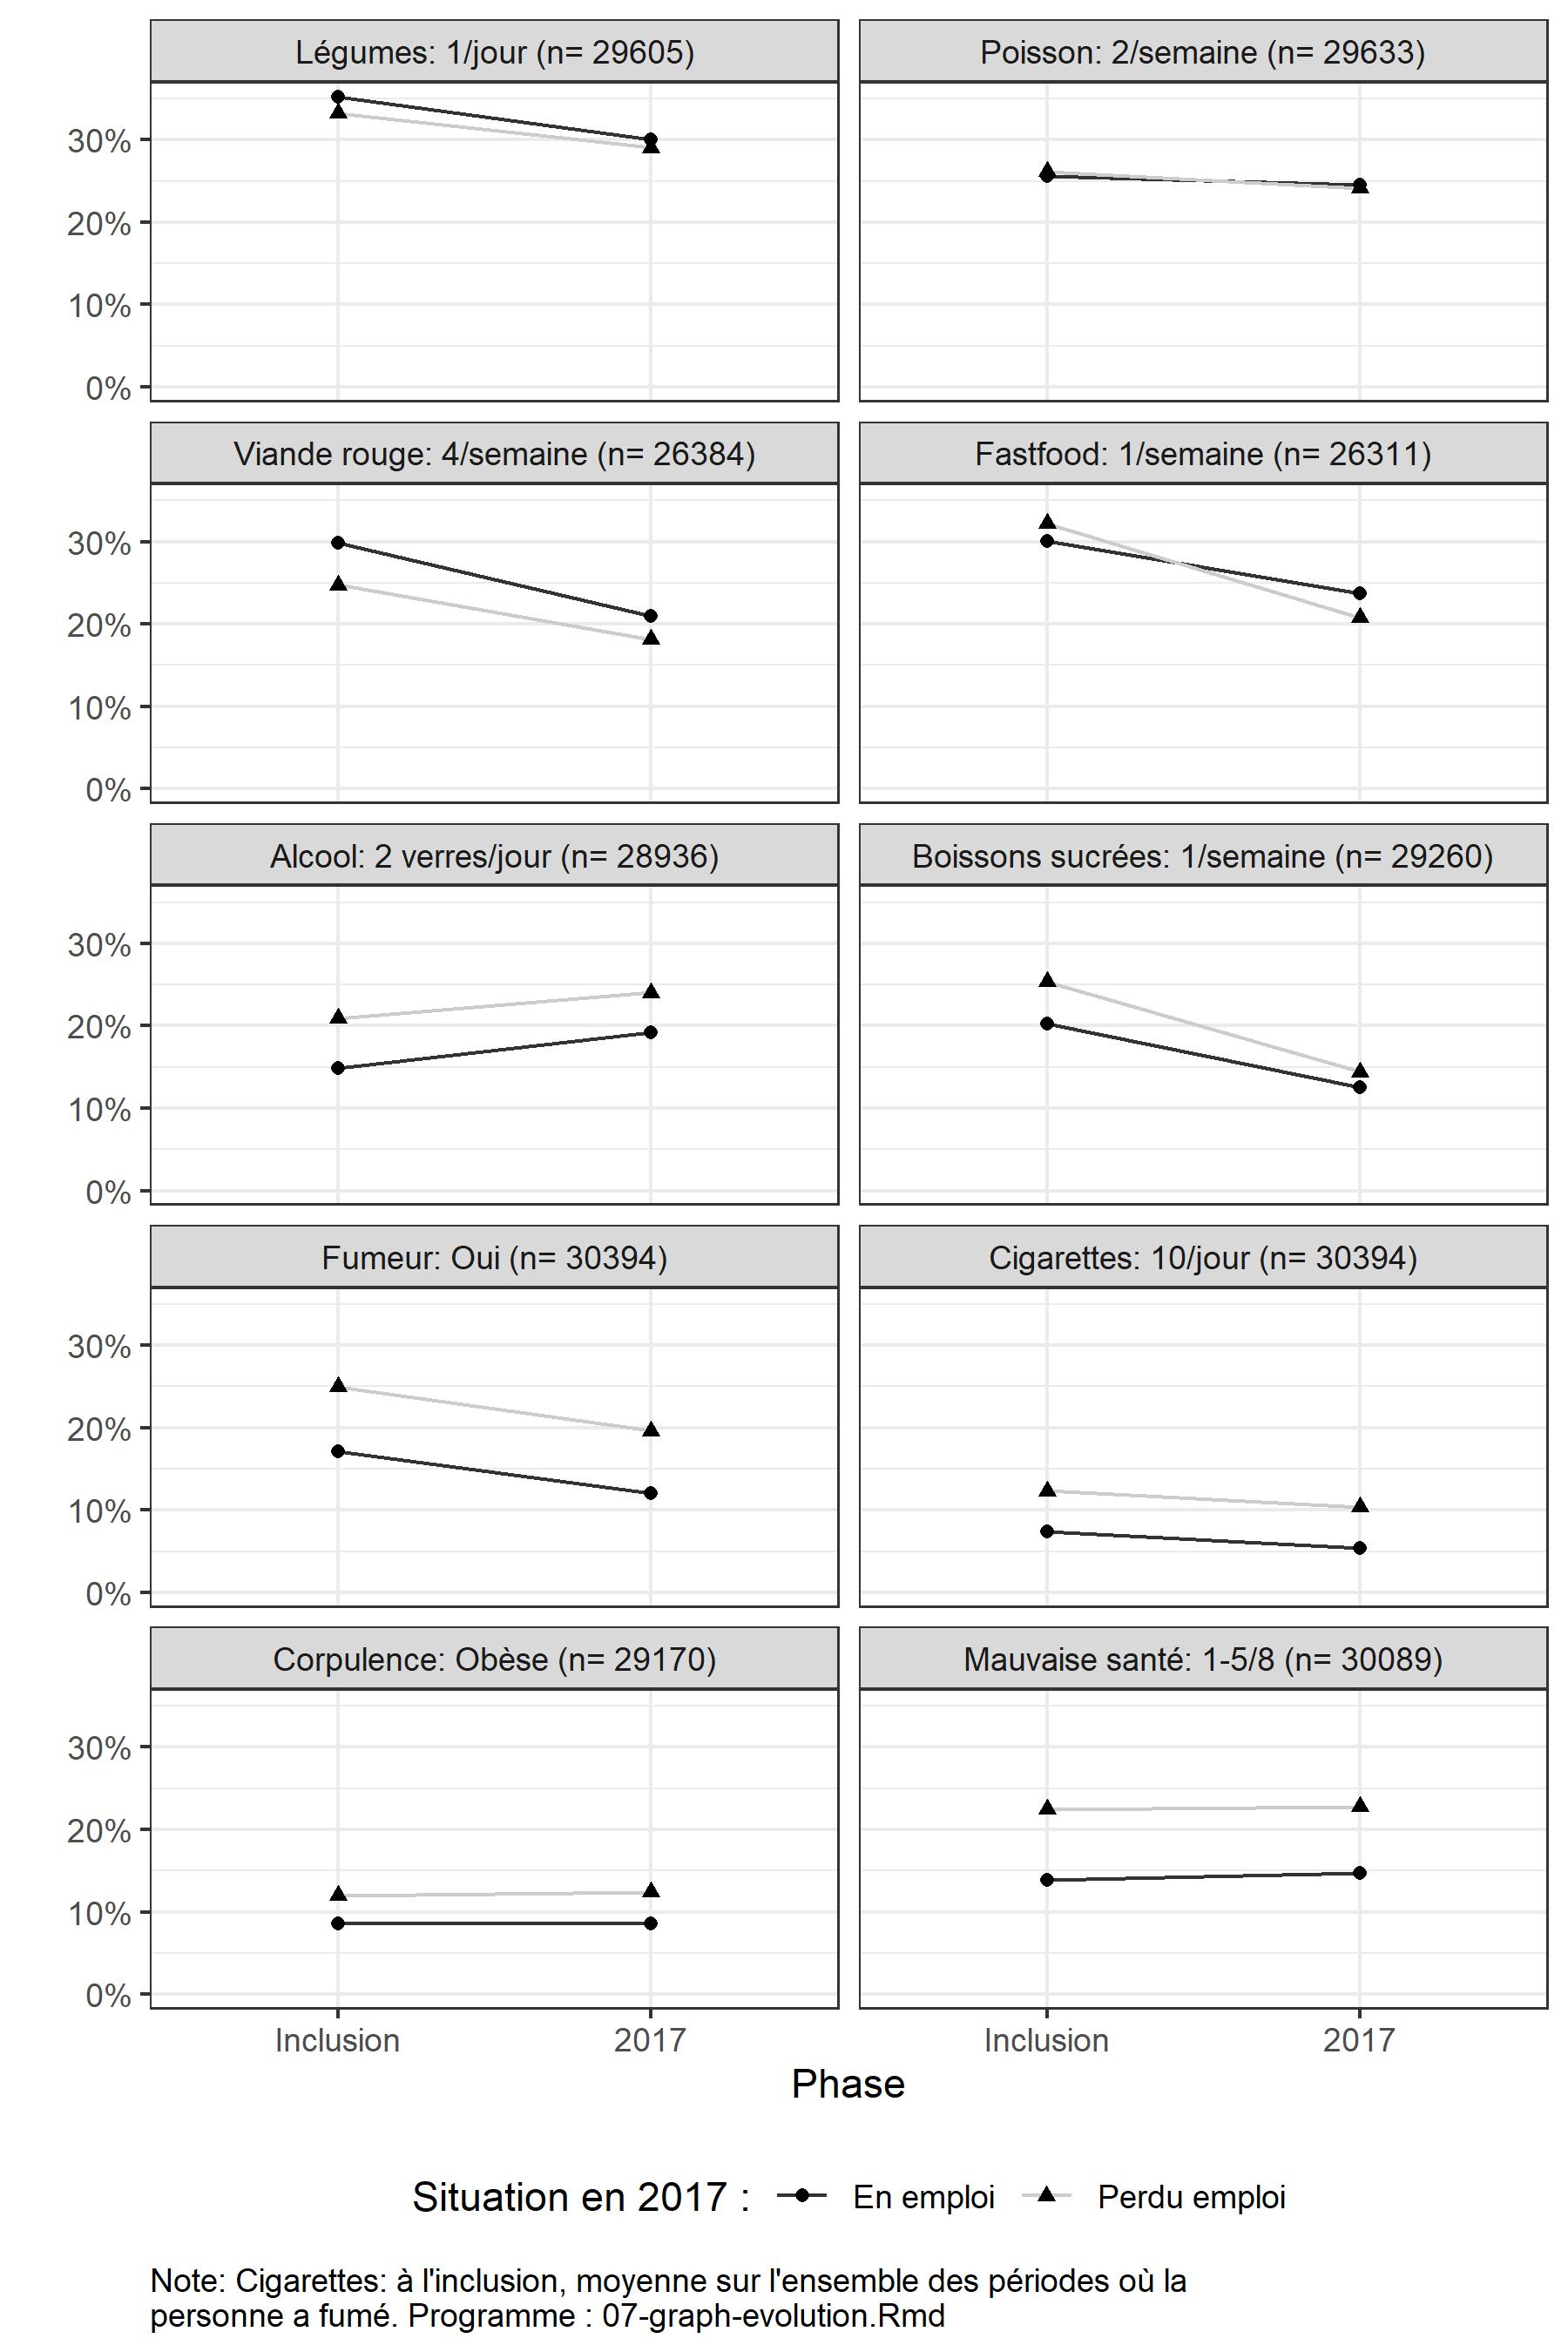 Légumes: 1/jour (n= 29605)
Poisson: 2/semaine (n= 29633)
30%
20%
10%
0%
Viande rouge: 4/semaine (n= 26384)
Fastfood: 1/semaine (n= 26311)
30%
20%
10%
0%
Alcool: 2 verres/jour (n= 28936)
Boissons sucrées: 1/semaine (n= 29260)
30%
20%
10%
0%
Fumeur: Oui (n= 30394)
Cigarettes: 10/jour (n= 30394)
30%
20%
10%
0%
Corpulence: Obèse (n= 29170)
Mauvaise santé: 1-5/8 (n= 30089)
30%
20%
10%
0%
Inclusion
2017
Inclusion
2017
Phase
Situation en 2017 :
En emploi
Perdu emploi
Note: Cigarettes: à l'inclusion, moyenne sur l'ensemble des périodes où la
personne a fumé. Programme : 07-graph-evolution.Rmd